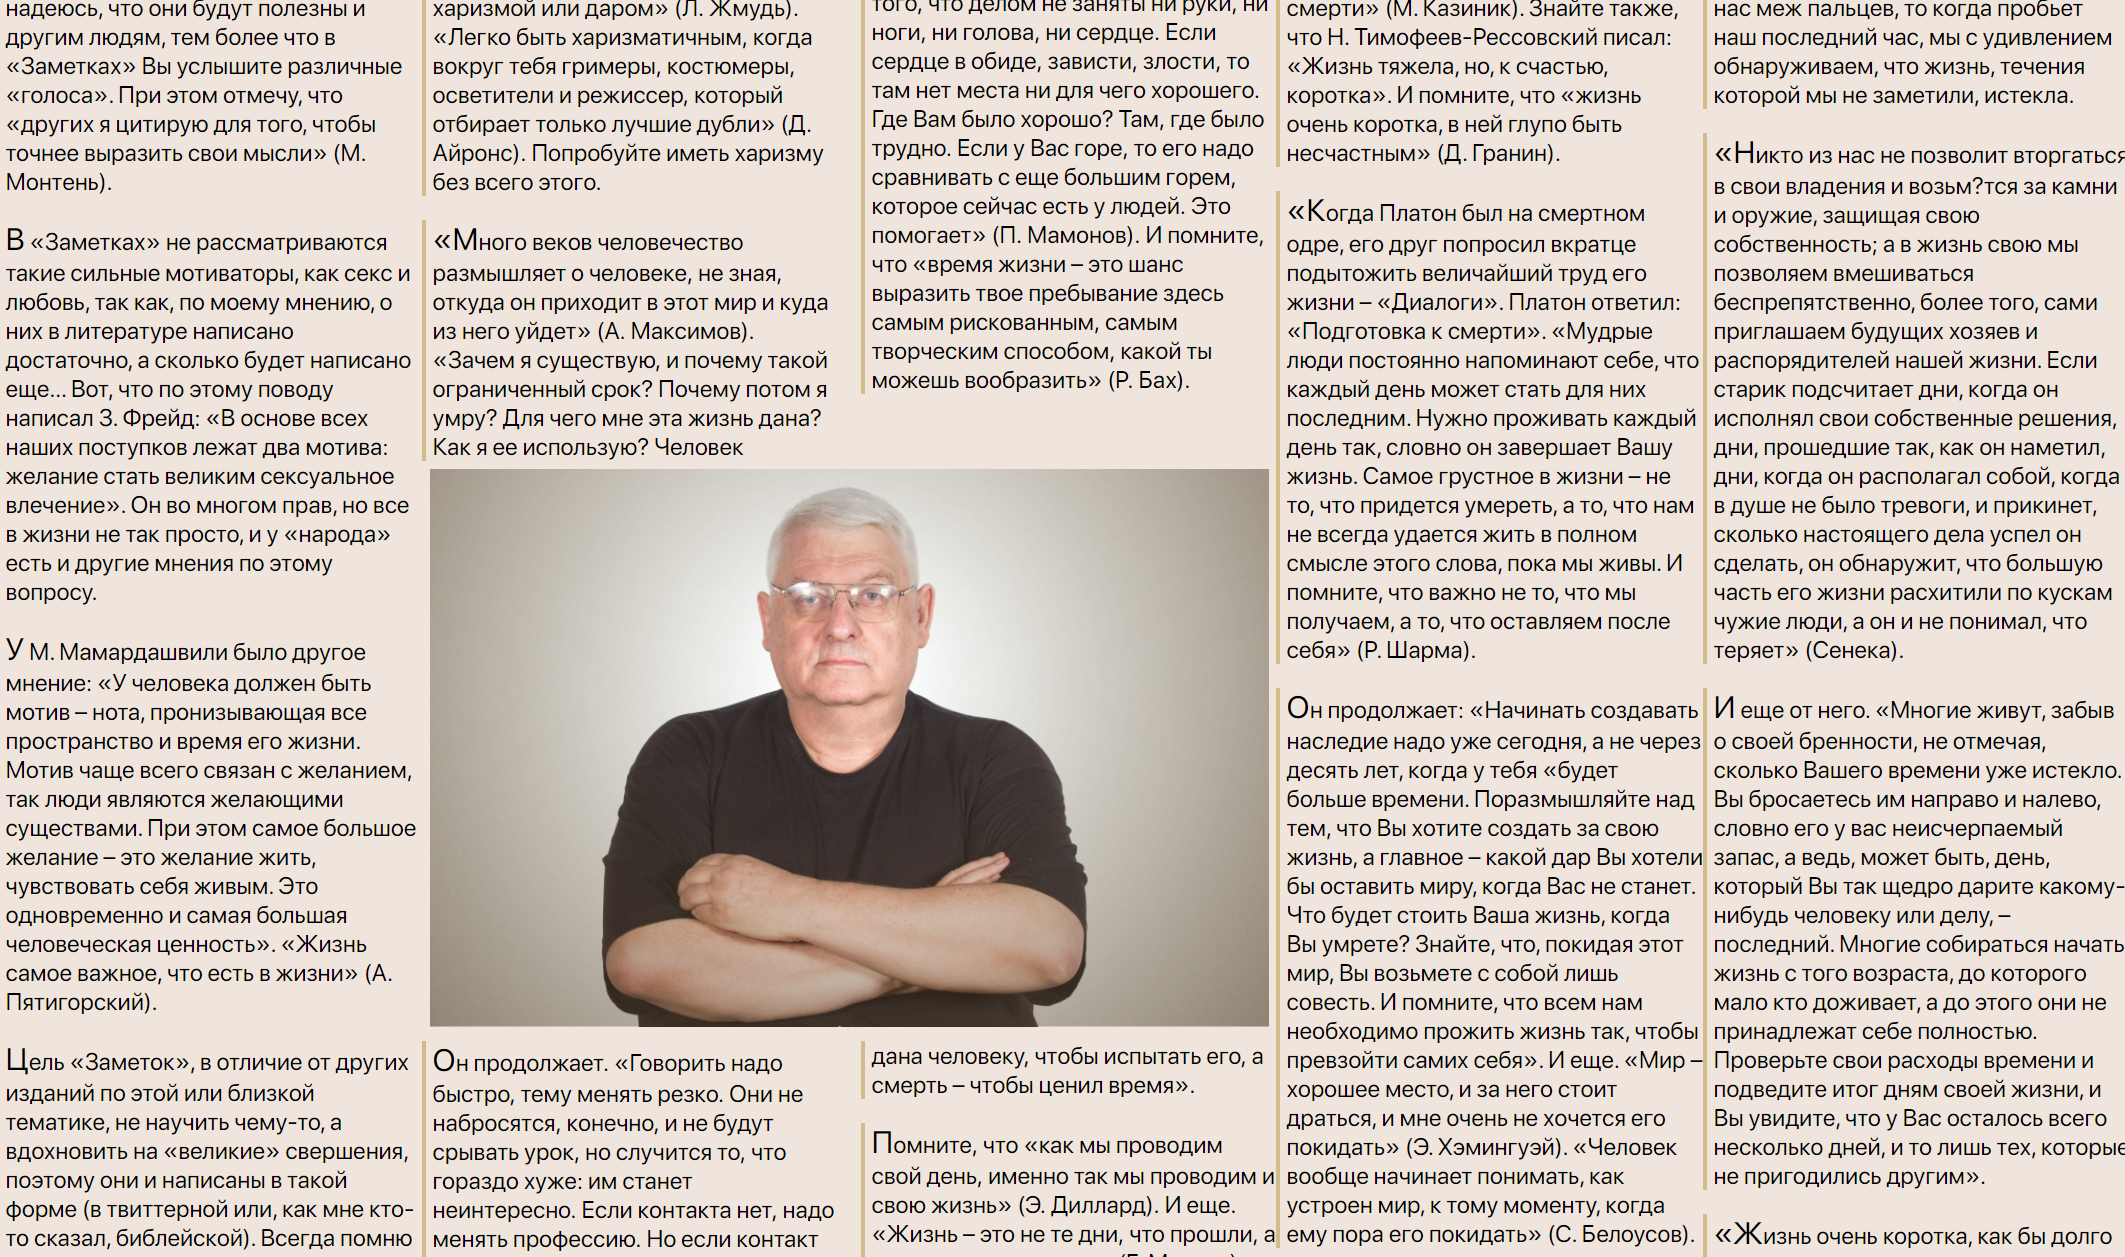 надеюсь, что они будут полезны и
другим людям, тем более что в
«Заметках» Вы услышите различные
«голоса». При этом отмечу, что
«других я цитирую для того, чтобы
точнее выразить свои мысли» (М.
Монтень).
В «Заметках» не рассматриваются
такие сильные мотиваторы, как секс и
любовь, так как, по моему мнению, о
них в литературе написано
достаточно, а сколько будет написано
еще... Вот, что по этому поводу
написал З. Фрейд: «В основе всех
наших поступков лежат два мотива:
желание стать великим сексуальное
влечение». Он во многом прав, но все
в жизни не так просто, и у «народа»
есть и другие мнения по этому
вопросу.
У М. Мамардашвили было другое
мнение: «У человека должен быть
мотив – нота, пронизывающая все
пространство и время его жизни.
Мотив чаще всего связан с желанием,
так люди являются желающими
существами. При этом самое большое
желание – это желание жить,
чувствовать себя живым. Это
одновременно и самая большая
человеческая ценность». «Жизнь
самое важное, что есть в жизни» (А.
Пятигорский).
Цель «Заметок», в отличие от других
изданий по этой или близкой
тематике, не научить чему-то, а
вдохновить на «великие» свершения,
поэтому они и написаны в такой
форме (в твиттерной или, как мне кто-
то сказал, библейской). Всегда помню
харизмой или даром» (Л. Жмудь).
«Легко быть харизматичным, когда
вокруг тебя гримеры, костюмеры,
осветители и режиссер, который
отбирает только лучшие дубли» (Д.
Айронс). Попробуйте иметь харизму
без всего этого.
«Много веков человечество
размышляет о человеке, не зная,
откуда он приходит в этот мир и куда
из него уйдет» (А. Максимов).
«Зачем я существую, и почему такой
ограниченный срок? Почему потом я
умру? Для чего мне эта жизнь дана?
Как я ее использую? Человек
Он продолжает. «Говорить надо
быстро, тему менять резко. Они не
набросятся, конечно, и не будут
срывать урок, но случится то, что
гораздо хуже: им станет
неинтересно. Если контакта нет, надо
менять профессию. Но если контакт
того, что делом не заняты ни руки, ни
ноги, ни голова, ни сердце. Если
сердце в обиде, зависти, злости, то
там нет места ни для чего хорошего.
Где Вам было хорошо? Там, где было
трудно. Если у Вас горе, то его надо
сравнивать с еще большим горем,
которое сейчас есть у людей. Это
помогает» (П. Мамонов). И помните,
что «время жизни – это шанс
выразить твое пребывание здесь
самым рискованным, самым
творческим способом, какой ты
можешь вообразить» (Р. Бах).
дана человеку, чтобы испытать его, а
смерть – чтобы ценил время».
Помните, что «как мы проводим
свой день, именно так мы проводим и
свою жизнь» (Э. Диллард). И еще.
«Жизнь – это не те дни, что прошли, а
смерти» (М. Казиник). Знайте также,
что Н. Тимофеев-Рессовский писал:
«Жизнь тяжела, но, к счастью,
коротка». И помните, что «жизнь
очень коротка, в ней глупо быть
несчастным» (Д. Гранин).
«Когда Платон был на смертном
одре, его друг попросил вкратце
подытожить величайший труд его
жизни – «Диалоги». Платон ответил:
«Подготовка к смерти». «Мудрые
люди постоянно напоминают себе, что
каждый день может стать для них
последним. Нужно проживать каждый
день так, словно он завершает Вашу
жизнь. Самое грустное в жизни – не
то, что придется умереть, а то, что нам
не всегда удается жить в полном
смысле этого слова, пока мы живы. И
помните, что важно не то, что мы
получаем, а то, что оставляем после
себя» (Р. Шарма).
Он продолжает: «Начинать создавать
наследие надо уже сегодня, а не через
десять лет, когда у тебя «будет
больше времени. Поразмышляйте над
тем, что Вы хотите создать за свою
жизнь, а главное – какой дар Вы хотели
бы оставить миру, когда Вас не станет.
Что будет стоить Ваша жизнь, когда
Вы умрете? Знайте, что, покидая этот
мир, Вы возьмете с собой лишь
совесть. И помните, что всем нам
необходимо прожить жизнь так, чтобы
превзойти самих себя». И еще. «Мир –
хорошее место, и за него стоит
драться, и мне очень не хочется его
покидать» (Э. Хэмингуэй). «Человек
вообще начинает понимать, как
устроен мир, к тому моменту, когда
ему пора его покидать» (С. Белоусов).
нас меж пальцев, то когда пробьет
наш последний час, мы с удивлением
обнаруживаем, что жизнь, течения
которой мы не заметили, истекла.
«Никто из нас не позволит вторгаться
в свои владения и возьм?тся за камни
и оружие, защищая свою
собственность; а в жизнь свою мы
позволяем вмешиваться
беспрепятственно, более того, сами
приглашаем будущих хозяев и
распорядителей нашей жизни. Если
старик подсчитает дни, когда он
исполнял свои собственные решения,
дни, прошедшие так, как он наметил,
дни, когда он располагал собой, когда
в душе не было тревоги, и прикинет,
сколько настоящего дела успел он
сделать, он обнаружит, что большую
часть его жизни расхитили по кускам
чужие люди, а он и не понимал, что
теряет» (Сенека).
И еще от него. «Многие живут, забыв
о своей бренности, не отмечая,
сколько Вашего времени уже истекло.
Вы бросаетесь им направо и налево,
словно его у вас неисчерпаемый
запас, а ведь, может быть, день,
который Вы так щедро дарите какому-
нибудь человеку или делу, –
последний. Многие собираться начать
жизнь с того возраста, до которого
мало кто доживает, а до этого они не
принадлежат себе полностью.
Проверьте свои расходы времени и
подведите итог дням своей жизни, и
Вы увидите, что у Вас осталось всего
несколько дней, и то лишь тех, которые
не пригодились другим».
«Жизнь очень коротка, как бы долго